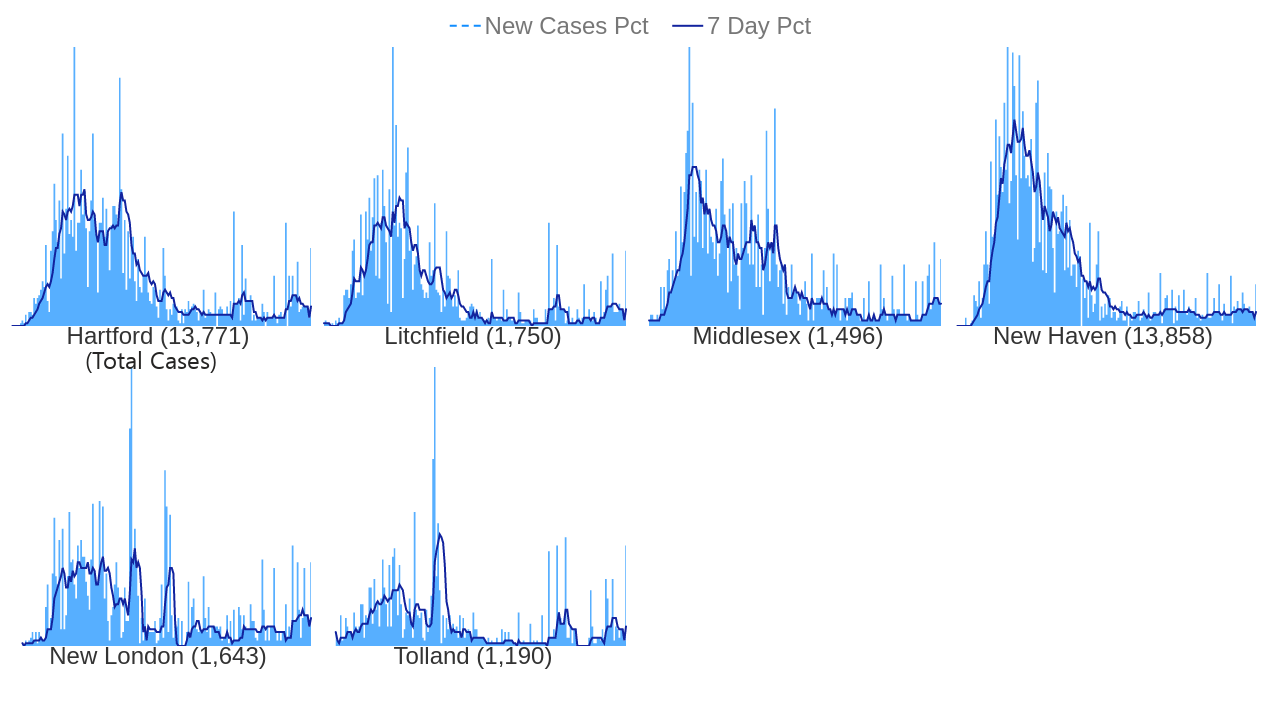 New Cases Pct 7 Day Pct
Hartford (13,771) Litchfield (1,750) Middlesex (1,496) New Haven (13,858)
(Total Cases)
New London (1,643) Tolland (1,190)